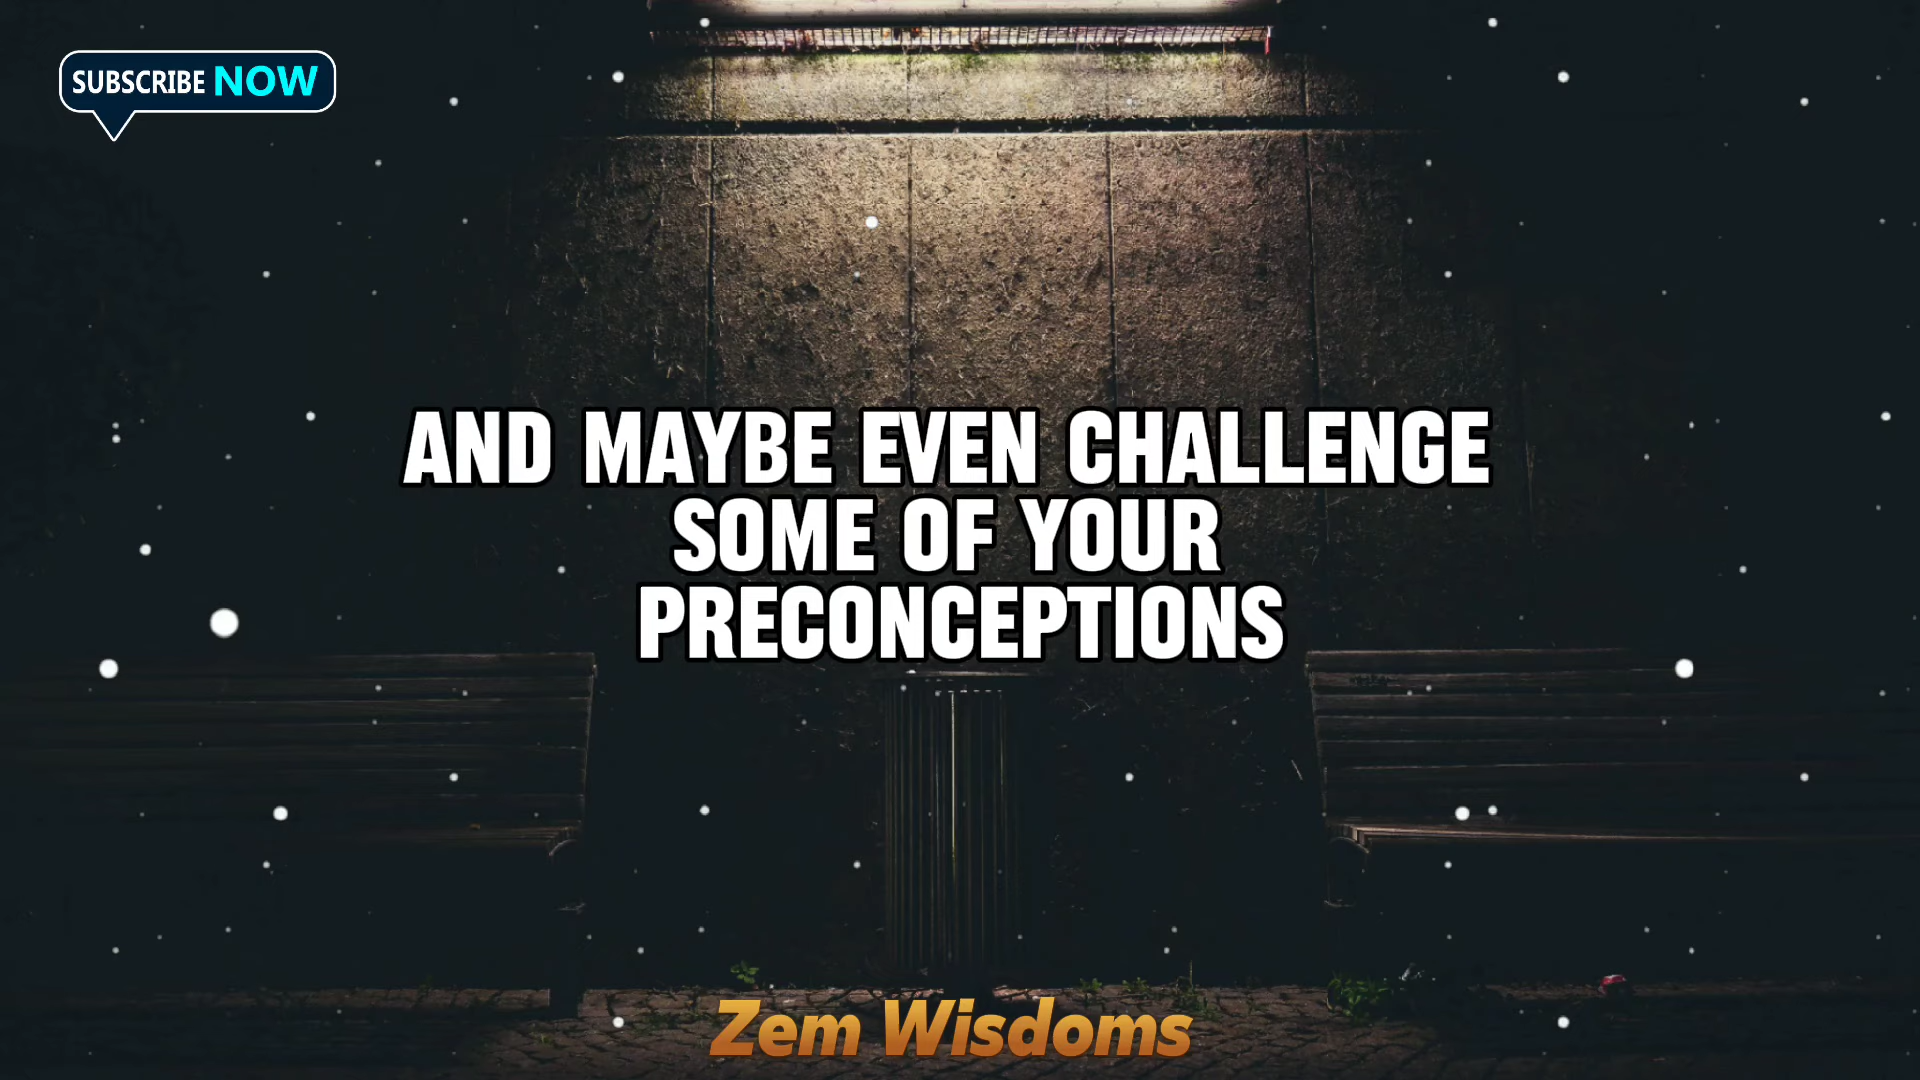 SUBSCRIBE NOW
AND MAYBE EVEN CHALLENGE
SOME OF YOUR
PRECONCEPTIONS
Zem Wisdoms